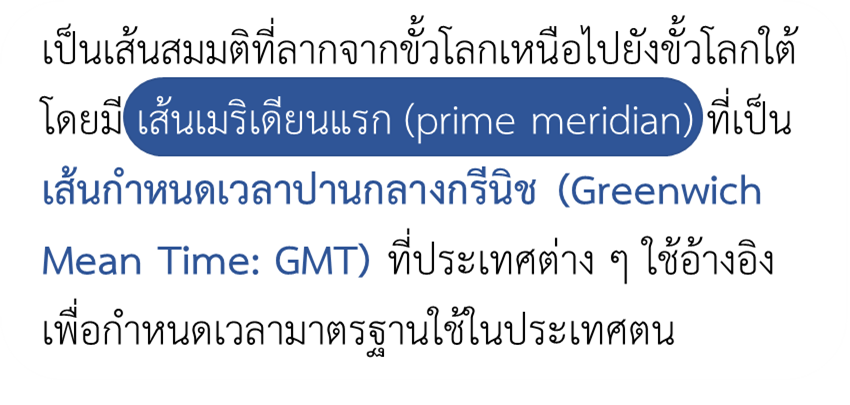 เป็นเส้นสมมติที่ลากจากขั้วโลกเหนือไปยังขั้วโลกใต้
โดยมี เส้นเมริเดียนแรก (prime meridian) ที่เป็น
เส้นกำหนดเวลาปานกลางกรีนิช (Greenwich
Mean Time: GMT) ที่ประเทศต่าง ๆ ใช้อ้างอิง
เพื่อกำหนดเวลามาตรฐานใช้ในประเทศตน